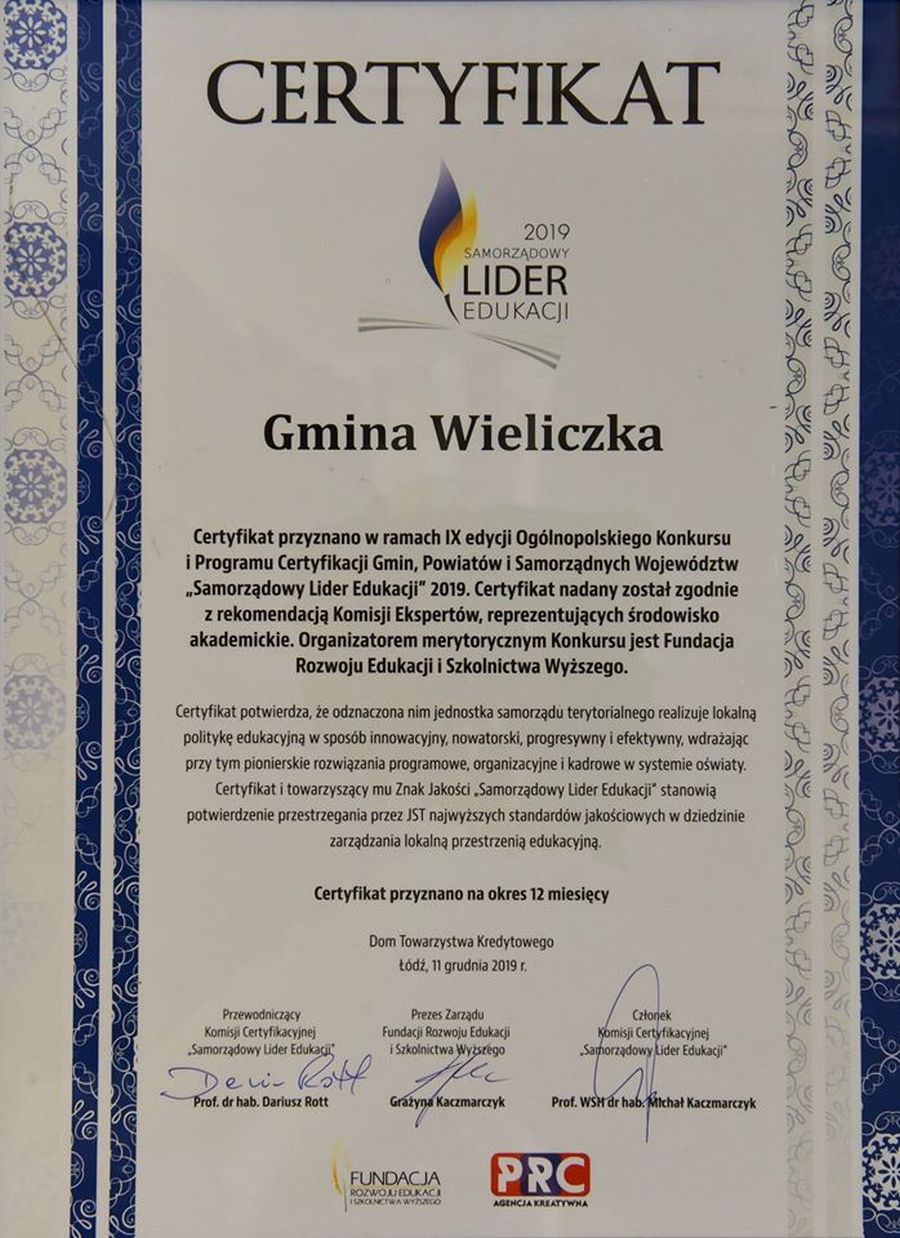 CERTYFIKAT
2019
SAMORZĄDOWY
LIDER
EDUKACJI
Gmina Wieliczka
Certyfikat przyznano w ramach IX edycji Ogólnopolskiego Konkursu
i Programu Certyfikacji Gmin, Powiatów i Samorządnych Województw
„Samorządowy Lider Edukacji” 2019. Certyfikat nadany został zgodnie
z rekomendacją Komisji Ekspertów, reprezentujących środowisko
akademickie. Organizatorem merytorycznym Konkursu jest Fundacja
Rozwoju Edukacji i Szkolnictwa Wyższego.
Certyfikat potwierdza, że odznaczona nim jednostka samorządu terytorialnego realizuje lokalną
politykę edukacyjną w sposób innowacyjny, nowatorski, progresywny i efektywny, wdrażając
przy tym pionierskie rozwiązania programowe, organizacyjne i kadrowe w systemie oświaty.
Certyfikat i towarzyszący mu Znak Jakości „Samorządowy Lider Edukacji” stanowią
potwierdzenie przestrzegania przez JST najwyższych standardów jakościowych w dziedzinie
zarządzania lokalną przestrzenią edukacyjną.
Certyfikat przyznano na okres 12 miesięcy
Dom Towarzystwa Kredytowego
Łódź, 11 grudnia 2019 r.
Przewodniczący
Komisji Certyfikacyjnej
„Samorządowy Lider Edukacji”
Prof. dr hab. Dariusz Rott
Prezes Zarządu
Fundacji Rozwoju Edukacji
i Szkolnictwa Wyższego
Grażyna Kaczmarczyk
Członek
Komisji Certyfikacyjnej
„Samorządowy Lider Edukacji”
Prof. WSH dr hab. Michał Kaczmarczyk
FUNDACJA
ROZWOJU EDUKACJI
I SZKOLNICTWA WYŻSZEGO
PRC
AGENCJA KREATYWNA